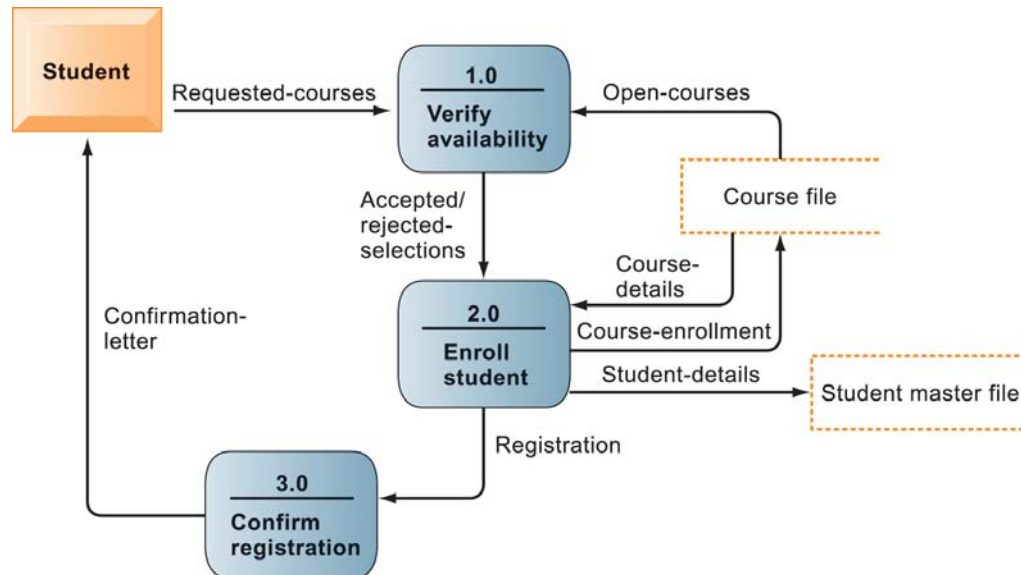 Student
Requested-courses
1.0
Verify
availability
Open-courses
Course file
Accepted/
rejected-
selections
Course-
details
2.0
Enroll
student
Course-enrollment
Student-details
Student master file
Confirmation-
letter
Registration
3.0
Confirm
registration